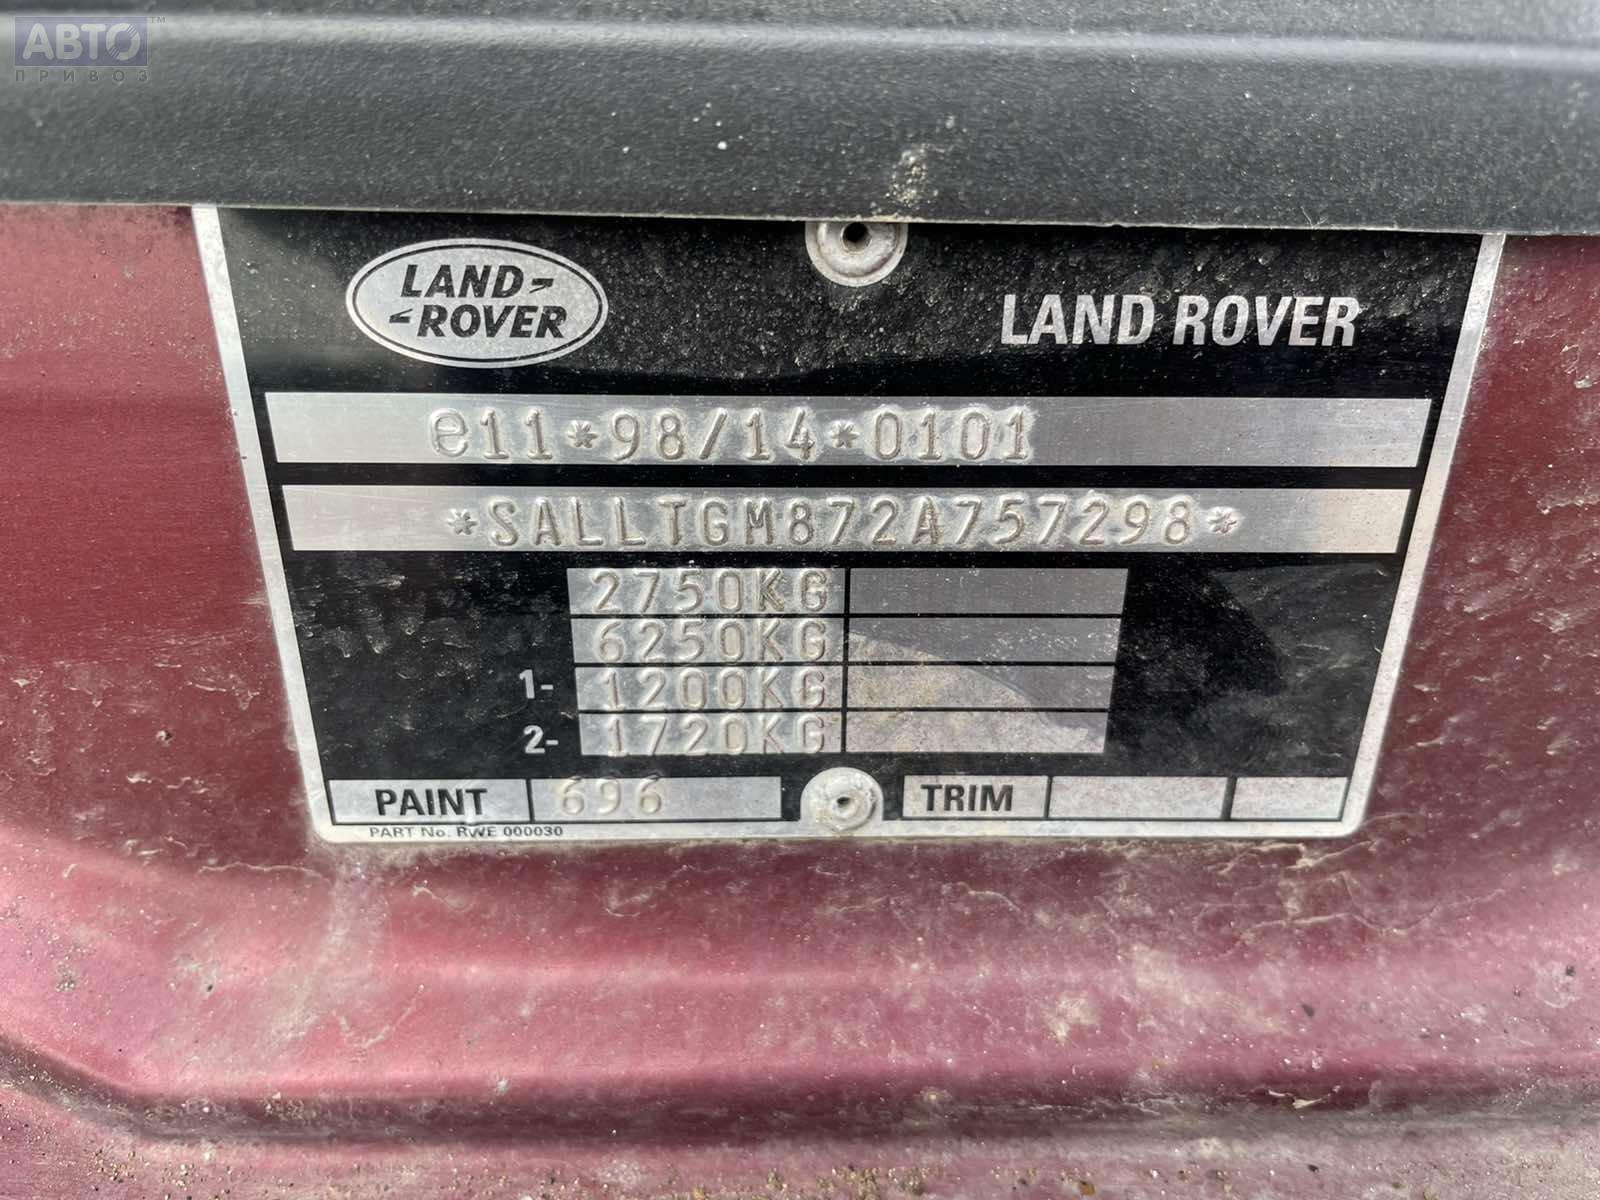 АВТО™
ПРИВОЗ
LAND-
-ROVER
LAND ROVER
e11*98/14*0101
*SALLTGM872A757298*
2750KG
6250KG
1- 1200KG
2- 1720KG
PAINT 696 TRIM
PART No. RWE 000030